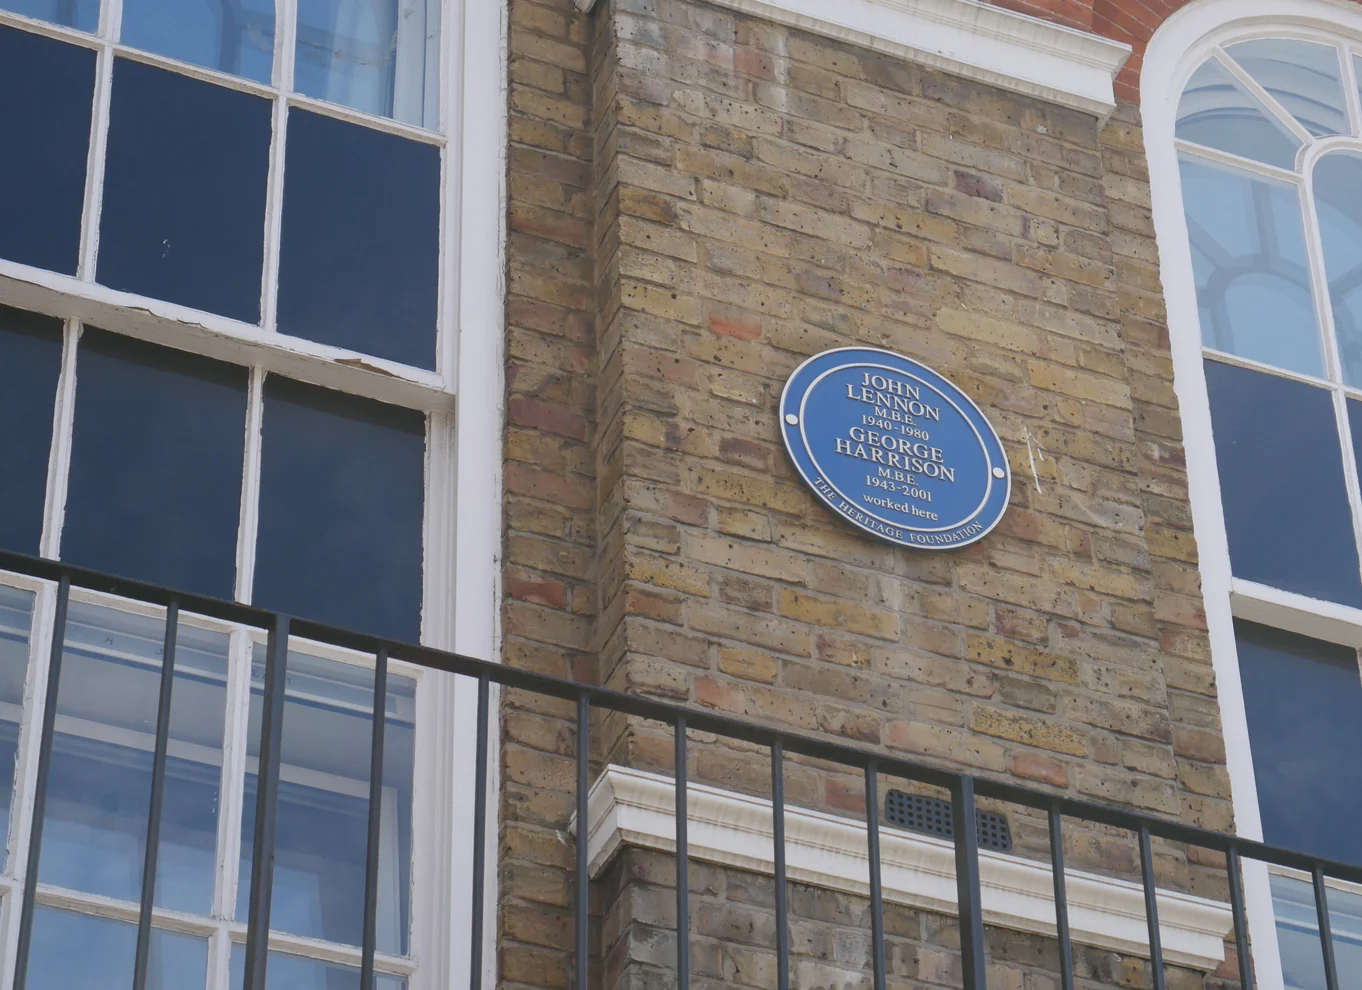 JOHN
LENNON
M.B.E.
1940-1980
GEORGE
HARRISON
M.B.E.
1943-2001
worked here
THE HERITAGE FOUNDATION